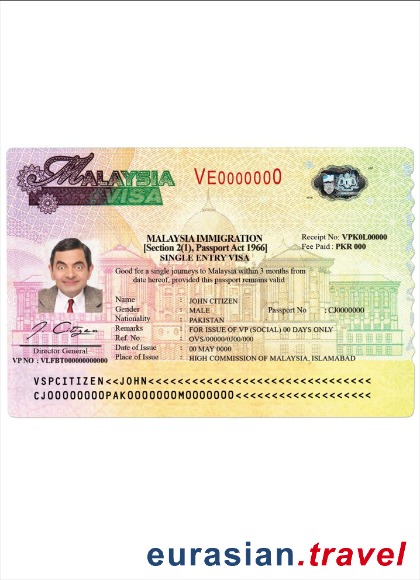 MALAYSIA
VISA
VE0000000
MALAYSIA IMMIGRATION
[Section 2(1), Passport Act 1966]
SINGLE ENTRY VISA
Receipt No: VPK0L00000
Fee Paid : PKR 000
Good for a single journeys to Malaysia within 3 months from
date hereof, provided this passport remains valid
Name : JOHN CITIZEN
Gender : MALE Passport No : CJ0000000
Nationality : PAKISTAN
Remarks : FOR ISSUE OF VP (SOCIAL) 00 DAYS ONLY
Ref. No : OVS/00000/0J00/000
Date of Issue : 00 MAY 0000
Place of Issue : HIGH COMMISSION OF MALAYSIA, ISLAMABAD
J. Citizen
Director General
VP NO : VLFBT00000000000
VSPCITIZEN<<JOHN<<<<<<<<<<<<<<<<<<<<<<<<<<<<<<
CJ0000000PAK0000000M0000000<<<<<<<<<<<<<<<<<<<
eurasian.travel